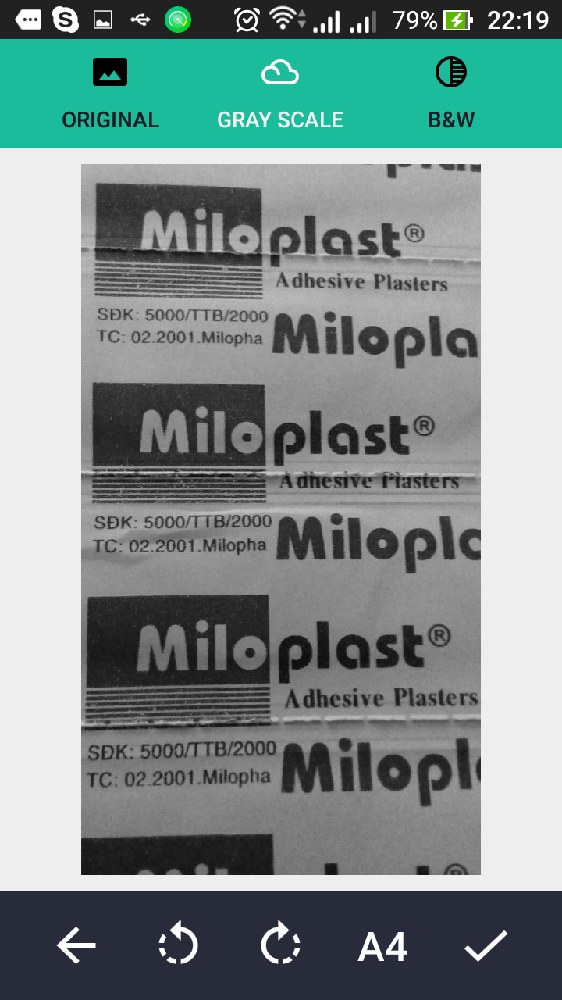 79% 22:19
ORIGINAL GRAY SCALE B&W
Miloplast®
Adhesive Plasters
SĐK: 5000/TTB/2000
TC: 02.2001.Milopha
Milopla
Miloplast®
Adhesive Plasters
SĐK: 5000/TTB/2000
TC: 02.2001.Milopha
Milopla
Miloplast®
Adhesive Plasters
SĐK: 5000/TTB/2000
TC: 02.2001.Milopha
Milopl
A4